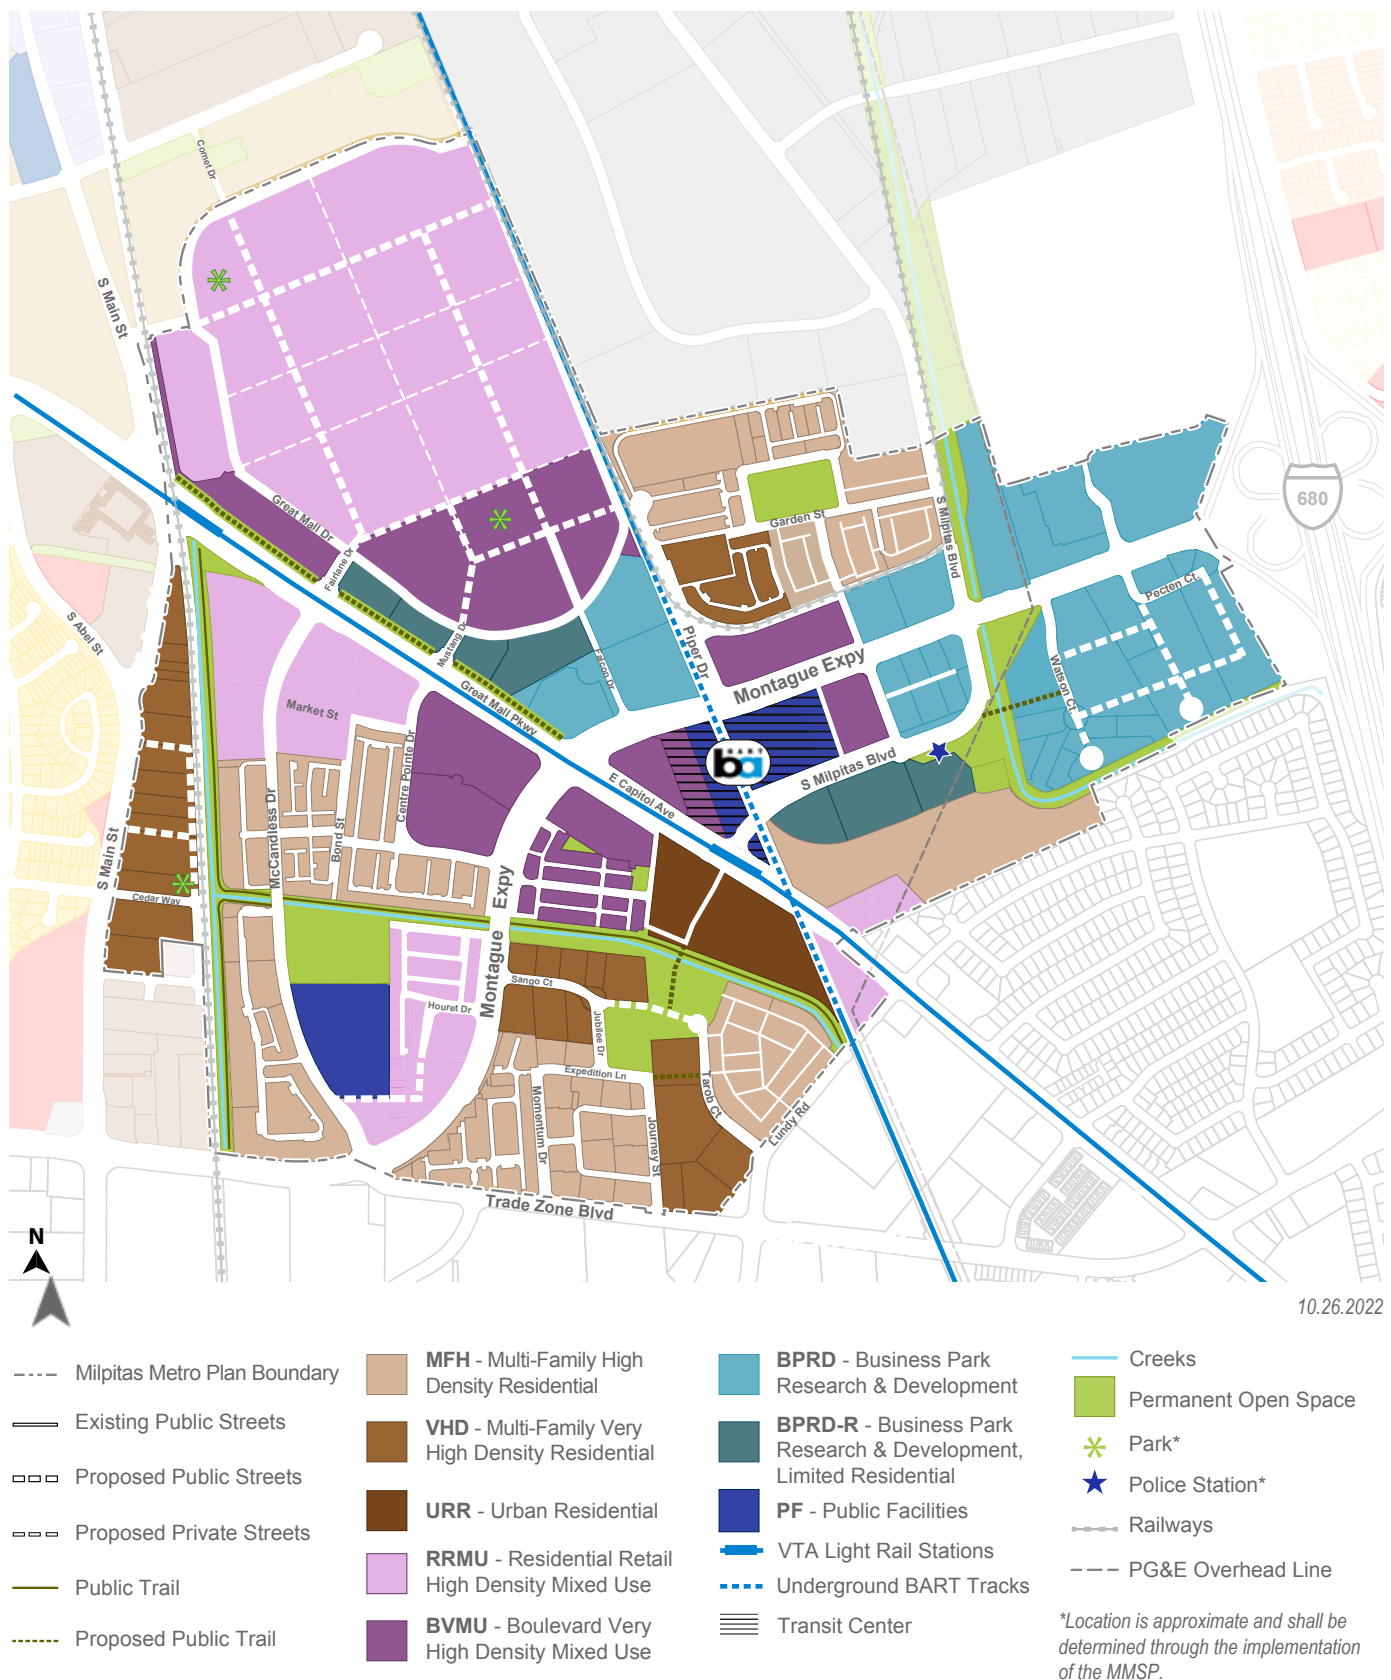 Comet Dr
S Main St
Great Mall Dr
Fairlane Dr
Garden St
S Milpitas Blvd
680
Pecten Ct.
S Abel St
Mustang Dr
Falcon Dr
Piper Dr
Montague Expy
Watson Ct.
Market St
Great Mall Pkwy
Centre Pointe Dr
BART
ba
S Milpitas Blvd
E Capitol Ave
McCandless Dr
Bond St
S Main St
Cedar Way
Montague Expy
Sango Ct
Houret Dr
Jubilee Dr
Expedition Ln
Tarob Ct
Momentum Dr
Journey St
Lundy Rd
Trade Zone Blvd
N
10.26.2022
Milpitas Metro Plan Boundary
Existing Public Streets
Proposed Public Streets
Proposed Private Streets
Public Trail
Proposed Public Trail
MFH - Multi-Family High
Density Residential
VHD - Multi-Family Very
High Density Residential
URR - Urban Residential
RRMU - Residential Retail
High Density Mixed Use
BVMU - Boulevard Very
High Density Mixed Use
BPRD - Business Park
Research & Development
BPRD-R - Business Park
Research & Development,
Limited Residential
PF - Public Facilities
VTA Light Rail Stations
Underground BART Tracks
Transit Center
Creeks
Permanent Open Space
Park*
Police Station*
Railways
PG&E Overhead Line
*Location is approximate and shall be
determined through the implementation
of the MMSP.